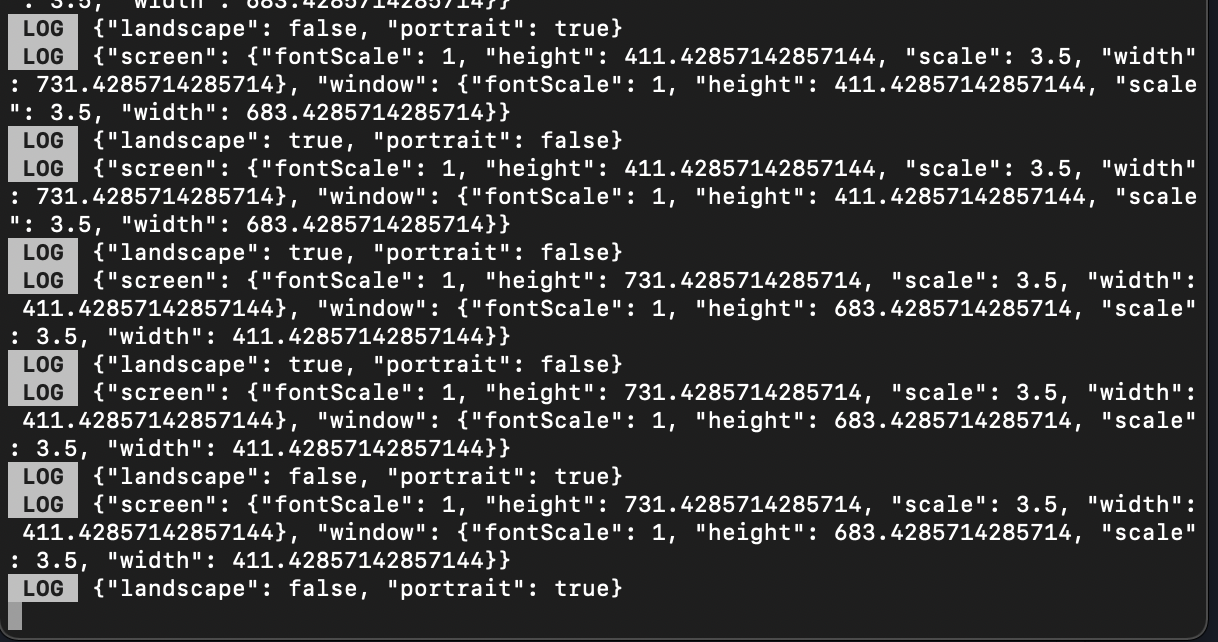 : 3.5, "width": 683.4285714285714}}
LOG {"landscape": false, "portrait": true}
LOG {"screen": {"fontScale": 1, "height": 411.42857142857144, "scale": 3.5, "width"
: 731.4285714285714}, "window": {"fontScale": 1, "height": 411.42857142857144, "scale
": 3.5, "width": 683.4285714285714}}
LOG {"landscape": true, "portrait": false}
LOG {"screen": {"fontScale": 1, "height": 411.42857142857144, "scale": 3.5, "width"
: 731.4285714285714}, "window": {"fontScale": 1, "height": 411.42857142857144, "scale
": 3.5, "width": 683.4285714285714}}
LOG {"landscape": true, "portrait": false}
LOG {"screen": {"fontScale": 1, "height": 731.4285714285714, "scale": 3.5, "width":
411.42857142857144}, "window": {"fontScale": 1, "height": 683.4285714285714, "scale"
: 3.5, "width": 411.42857142857144}}
LOG {"landscape": true, "portrait": false}
LOG {"screen": {"fontScale": 1, "height": 731.4285714285714, "scale": 3.5, "width":
411.42857142857144}, "window": {"fontScale": 1, "height": 683.4285714285714, "scale"
: 3.5, "width": 411.42857142857144}}
LOG {"landscape": false, "portrait": true}
LOG {"screen": {"fontScale": 1, "height": 731.4285714285714, "scale": 3.5, "width":
411.42857142857144}, "window": {"fontScale": 1, "height": 683.4285714285714, "scale"
: 3.5, "width": 411.42857142857144}}
LOG {"landscape": false, "portrait": true}